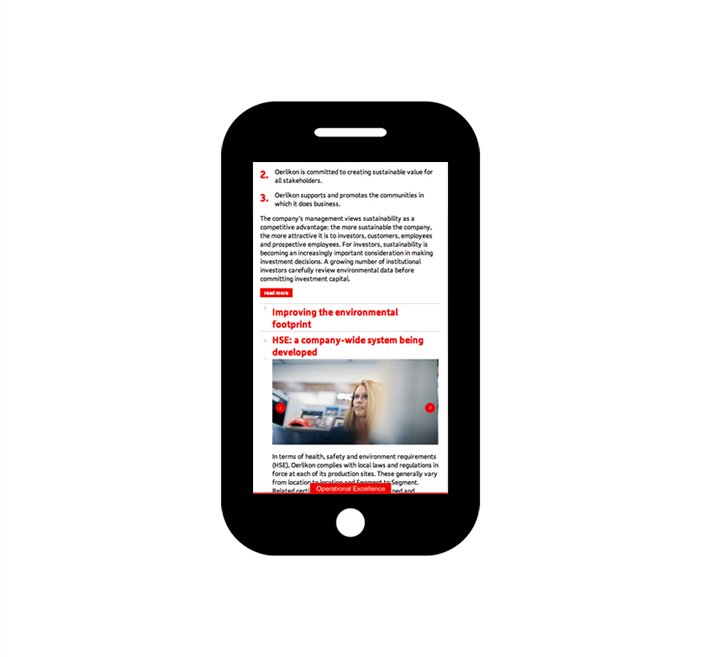 2. Oerlikon is committed to creating sustainable value for
all stakeholders.
3. Oerlikon supports and promotes the communities in
which it does business.
The company's management views sustainability as a
competitive advantage: the more sustainable the company,
the more attractive it is to investors, customers, employees
and prospective employees. For investors, sustainability is
becoming an increasingly important consideration in making
investment decisions. A growing number of institutional
investors carefully review environmental data before
committing investment capital.
read more
Improving the environmental
footprint
HSE: a company-wide system being
developed
In terms of health, safety and environment requirements
(HSE), Oerlikon complies with local laws and regulations in
force at each of its production sites. These generally vary
from location to location and Segment to Segment.
Related and
Operational Excellence